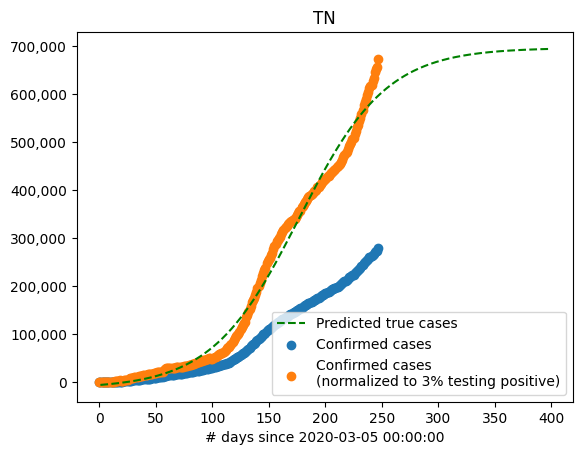 TN
700,000
600,000
500,000
400,000
300,000
200,000
100,000
0
Predicted true cases
Confirmed cases
Confirmed cases
(normalized to 3% testing positive)
0 50 100 150 200 250 300 350 400
# days since 2020-03-05 00:00:00